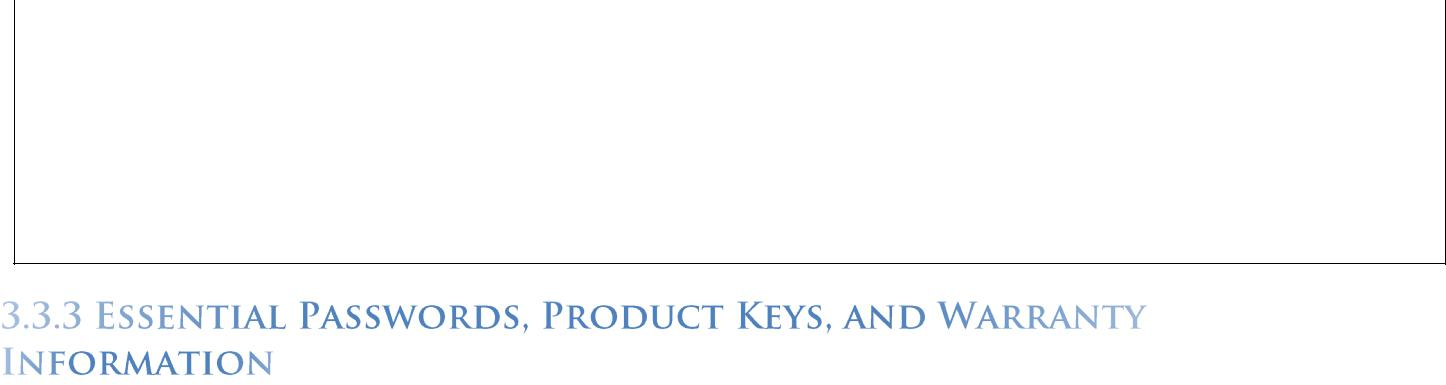 3.3.3 Essential Passwords, Product Keys, and Warranty
Information